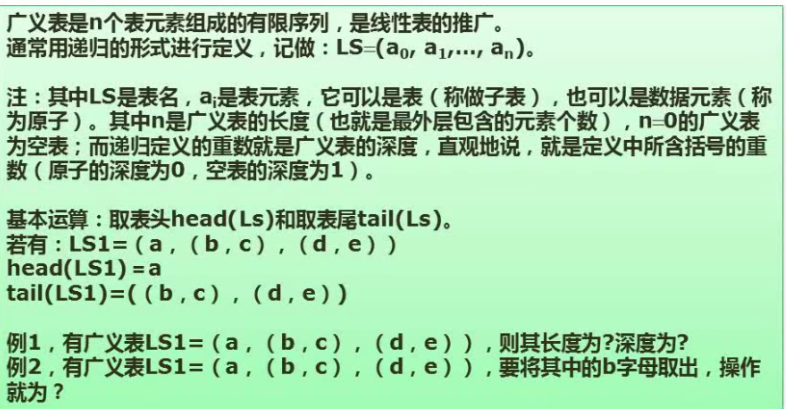 广义表是n个表元素组成的有限序列，是线性表的推广。
通常用递归的形式进行定义，记做：LS=(a₀, a₁,..., aₙ)。
注：其中LS是表名，aᵢ是表元素，它可以是表（称做子表），也可以是数据元素（称
为原子）。其中n是广义表的长度（也就是最外层包含的元素个数），n=0的广义表
为空表；而递归定义的重数就是广义表的深度，直观地说，就是定义中所含括号的重
数（原子的深度为0，空表的深度为1）。
基本运算：取表头head(Ls)和取表尾tail(Ls)。
若有：LS1=（a，（b，c），（d，e））
head(LS1)=a
tail(LS1)=(（b，c），（d，e）)
例1，有广义表LS1=（a，（b，c），（d，e）），则其长度为?深度为?
例2，有广义表LS1=（a，（b，c），（d，e）），要将其中的b字母取出，操作
就为？